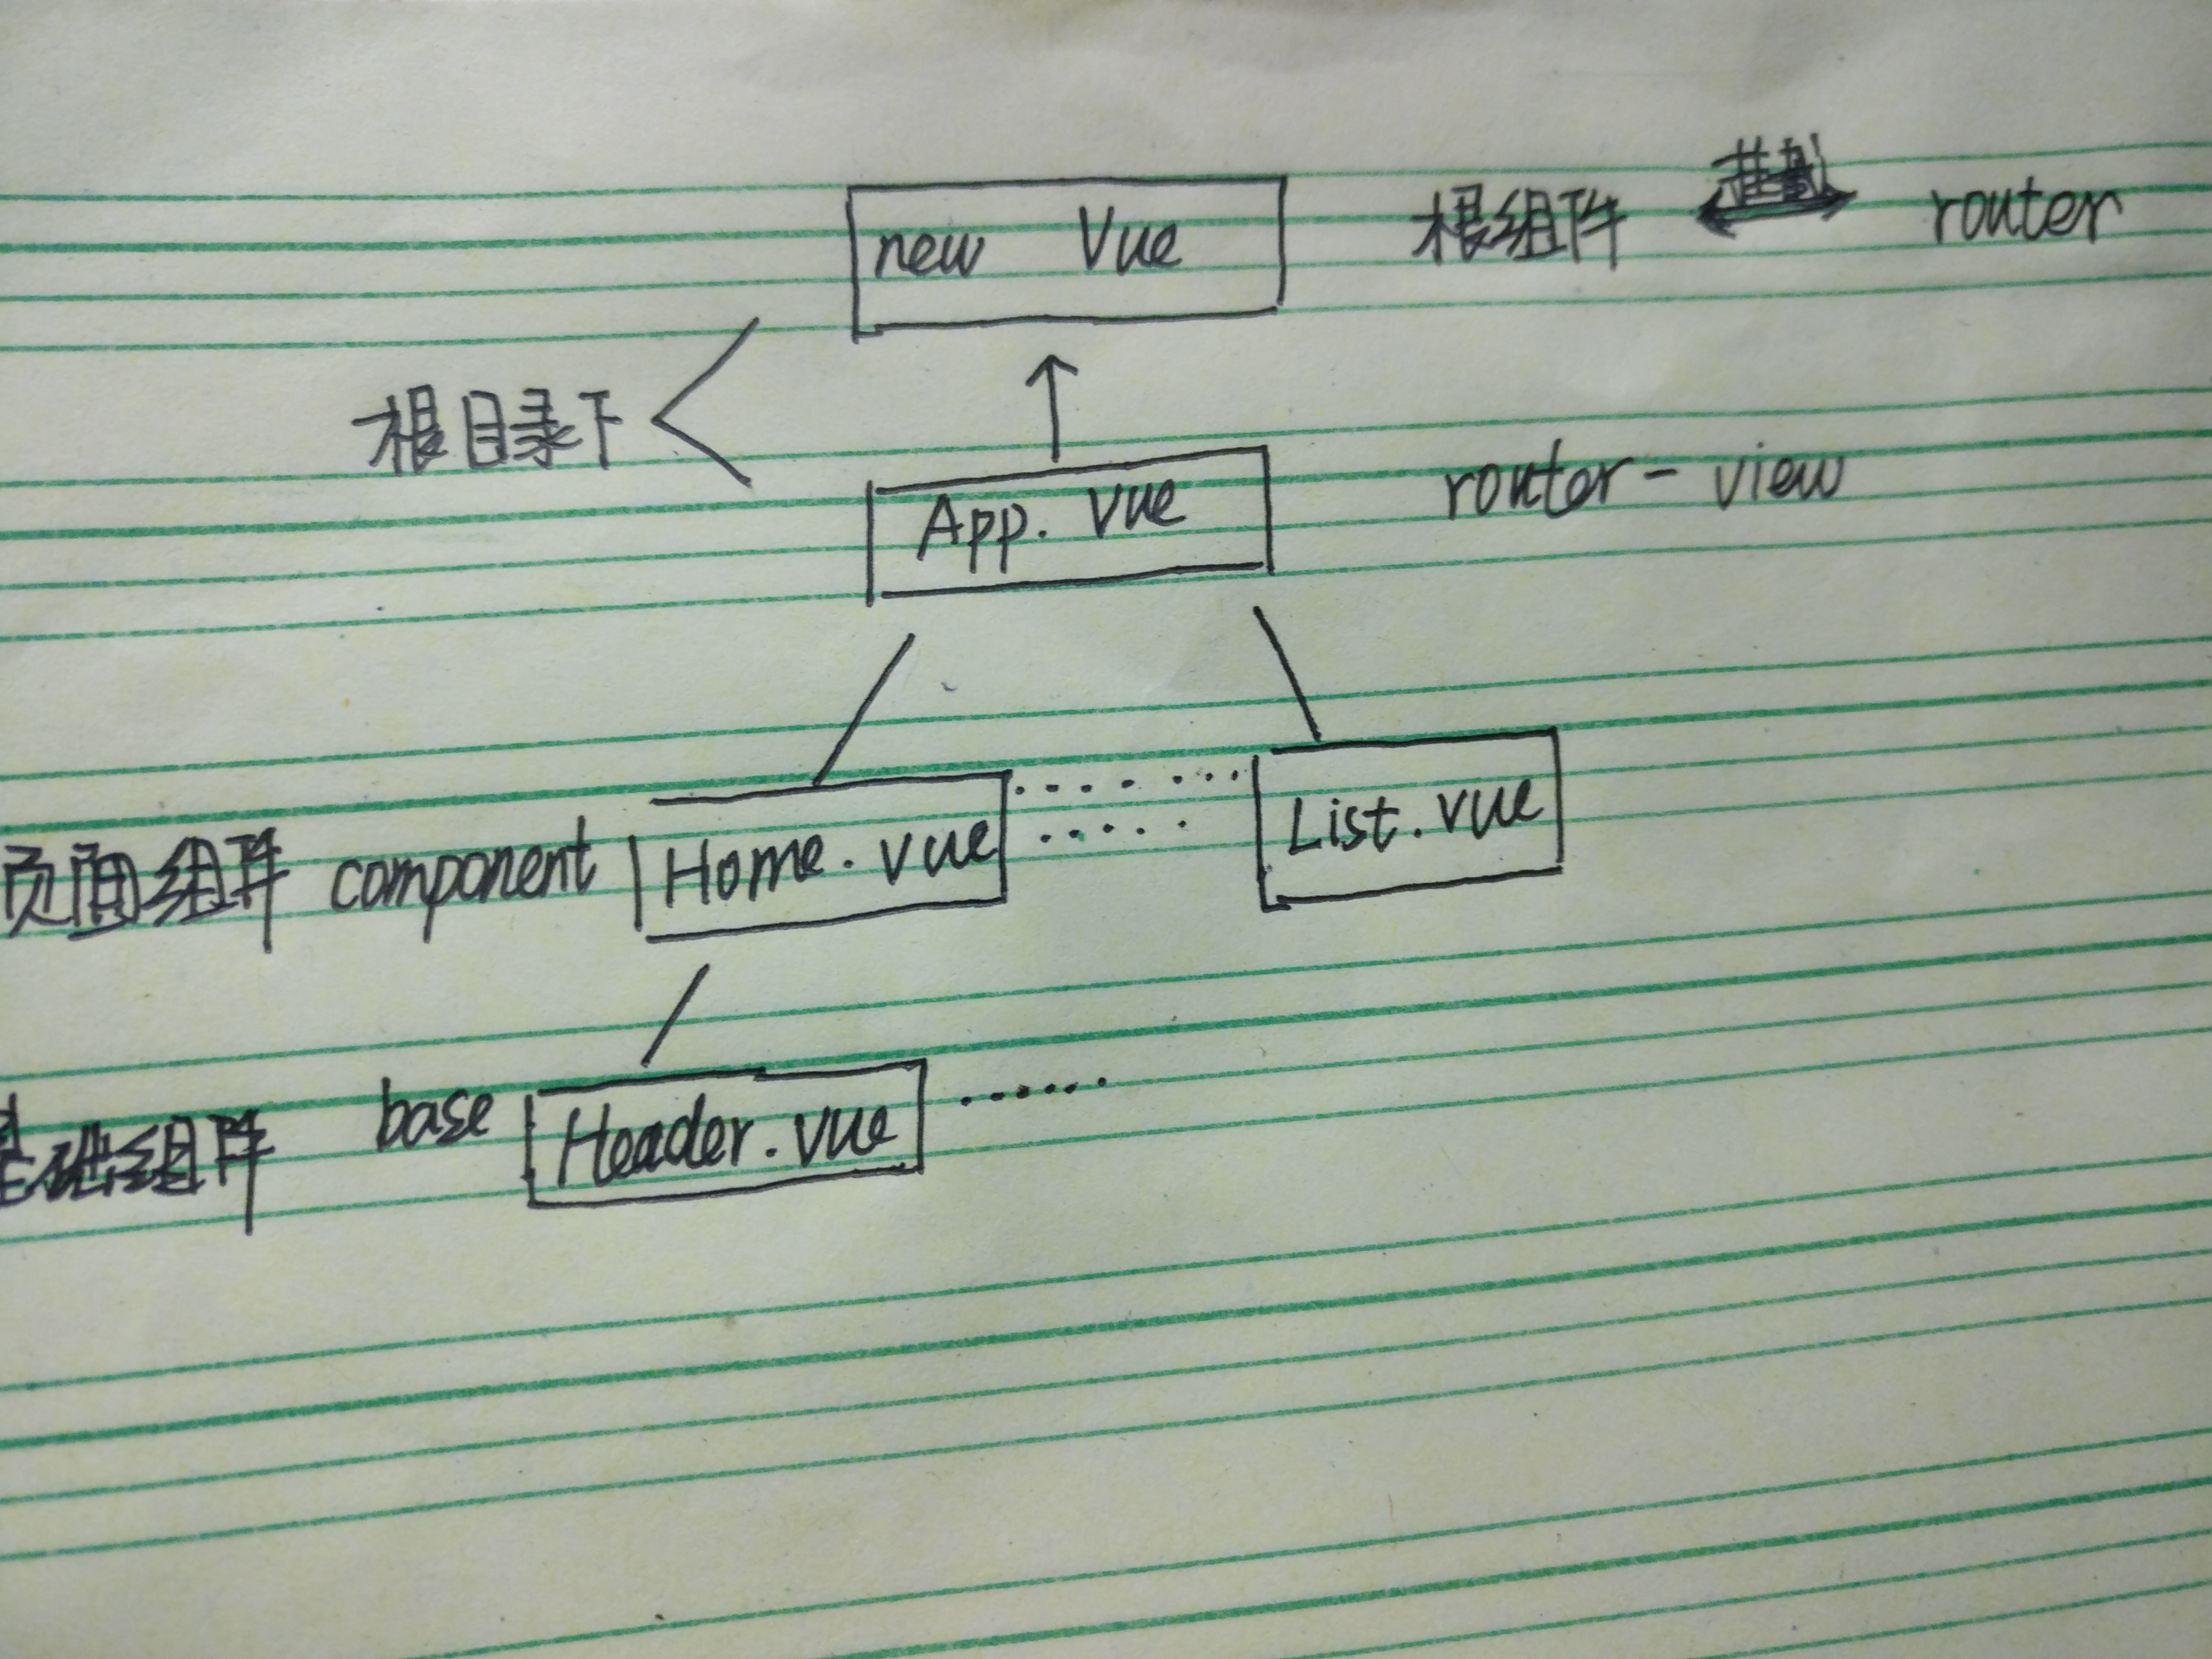 new Vue 根组件 router
根目录下
App.vue router-view
页面组件 component Home.vue ...... List.vue
基础组件 base Header.vue ......